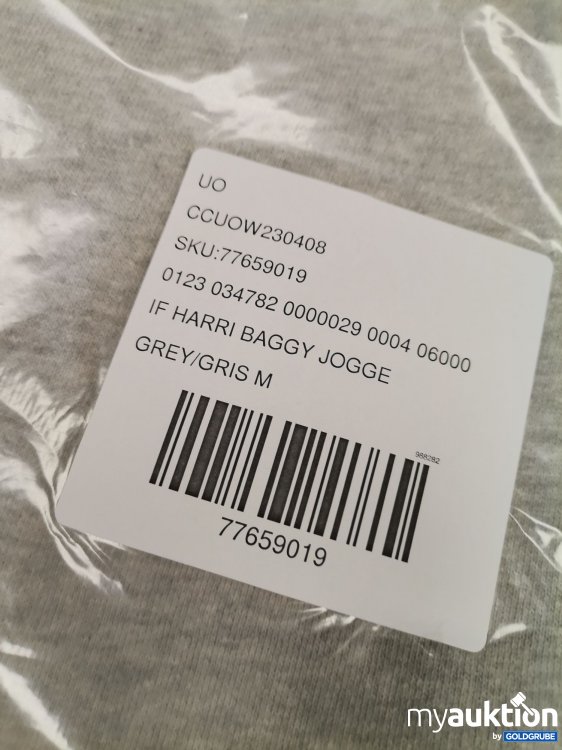 UO
CCUOW230408
SKU:77659019
0123 034782 0000029 0004 06000
IF HARRI BAGGY JOGGE
GREY/GRIS M
988282
77659019
myauktion
by GOLDGRUBE